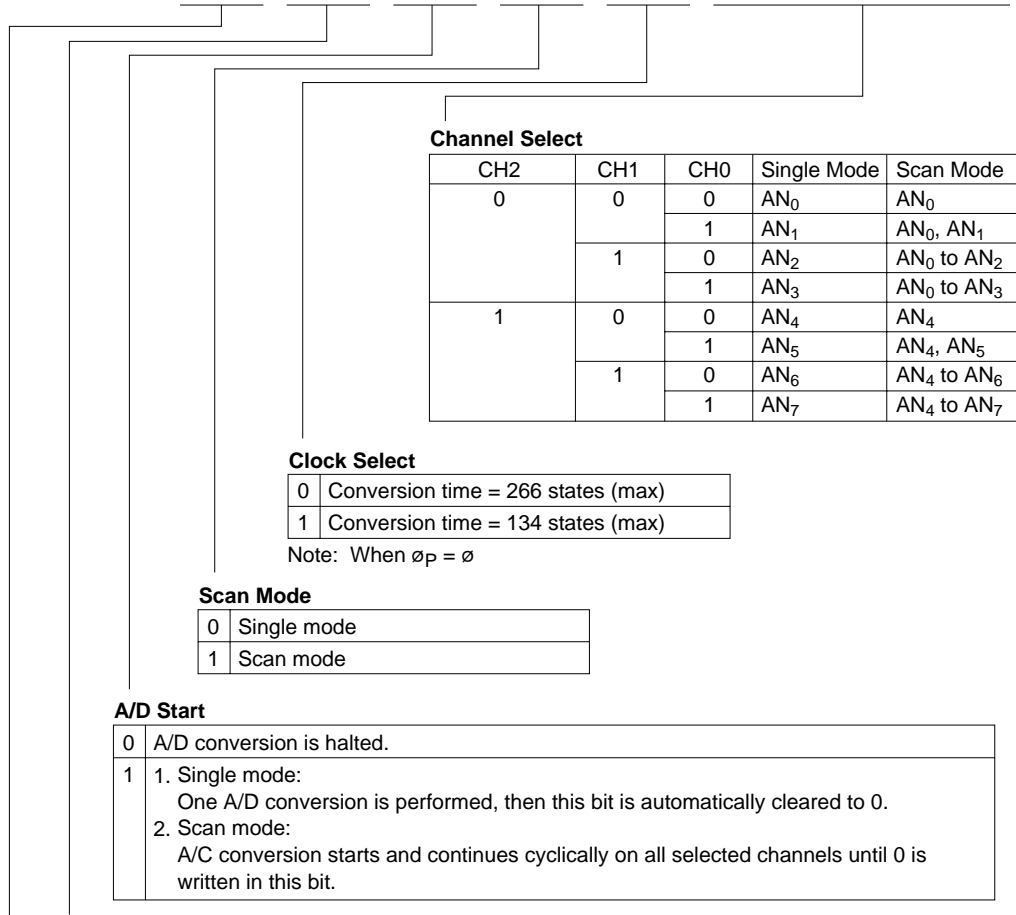 Channel Select
CH2 CH1 CH0 Single Mode Scan Mode
0 0 0 AN0 AN0
1 AN1 AN0, AN1
1 0 AN2 AN0 to AN2
1 AN3 AN0 to AN3
1 0 0 AN4 AN4
1 AN5 AN4, AN5
1 0 AN6 AN4 to AN6
1 AN7 AN4 to AN7
Clock Select
0 Conversion time = 266 states (max)
1 Conversion time = 134 states (max)
Note: When øP = ø
Scan Mode
0 Single mode
1 Scan mode
A/D Start
0 A/D conversion is halted.
1 1. Single mode:
One A/D conversion is performed, then this bit is automatically cleared to 0.
2. Scan mode:
A/C conversion starts and continues cyclically on all selected channels until 0 is
written in this bit.